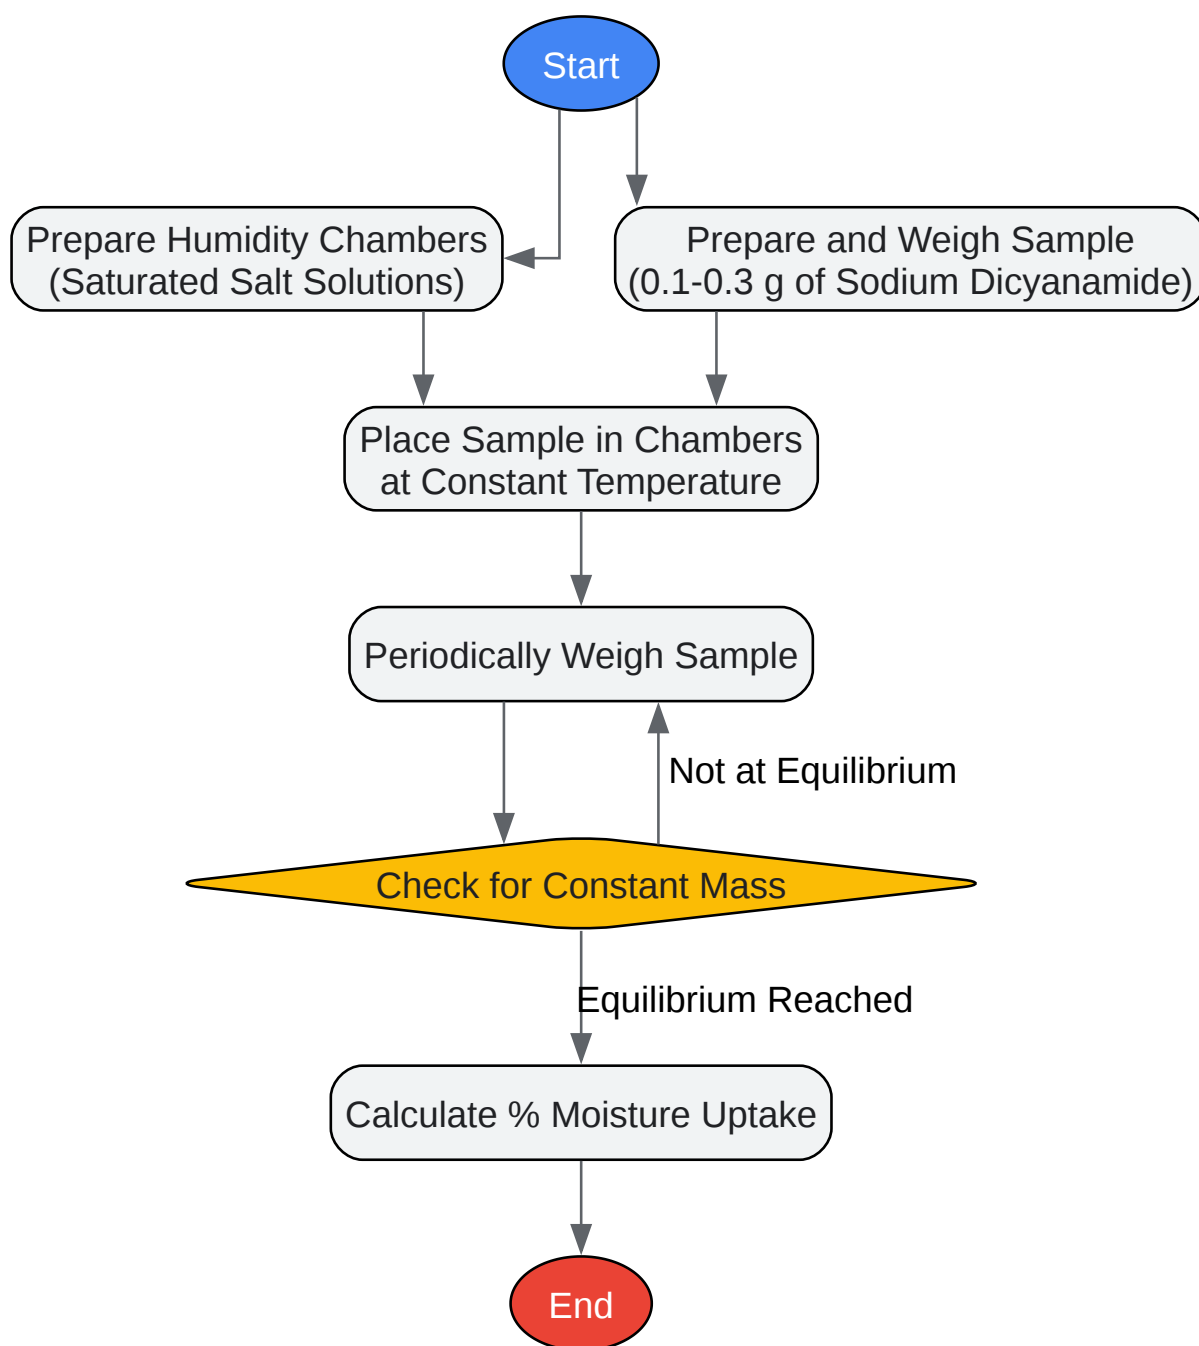 Start
Prepare Humidity Chambers
(Saturated Salt Solutions)
Prepare and Weigh Sample
(0.1-0.3 g of Sodium Dicyanamide)
Place Sample in Chambers
at Constant Temperature
Periodically Weigh Sample
Not at Equilibrium
Check for Constant Mass
Equilibrium Reached
Calculate % Moisture Uptake
End